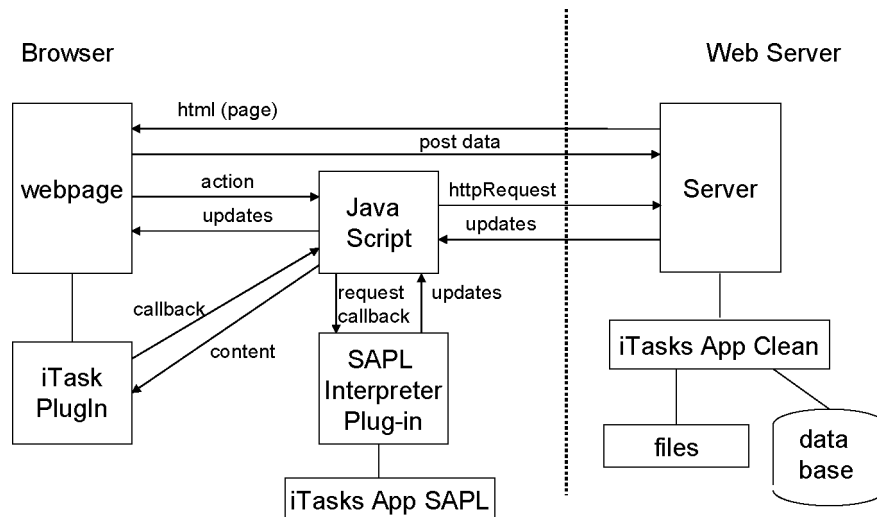 Browser
Web Server
html (page)
post data
webpage
action
updates
Java
Script
httpRequest
updates
Server
callback
content
request
callback
updates
iTask
PlugIn
SAPL
Interpreter
Plug-in
iTasks App SAPL
iTasks App Clean
files
data
base